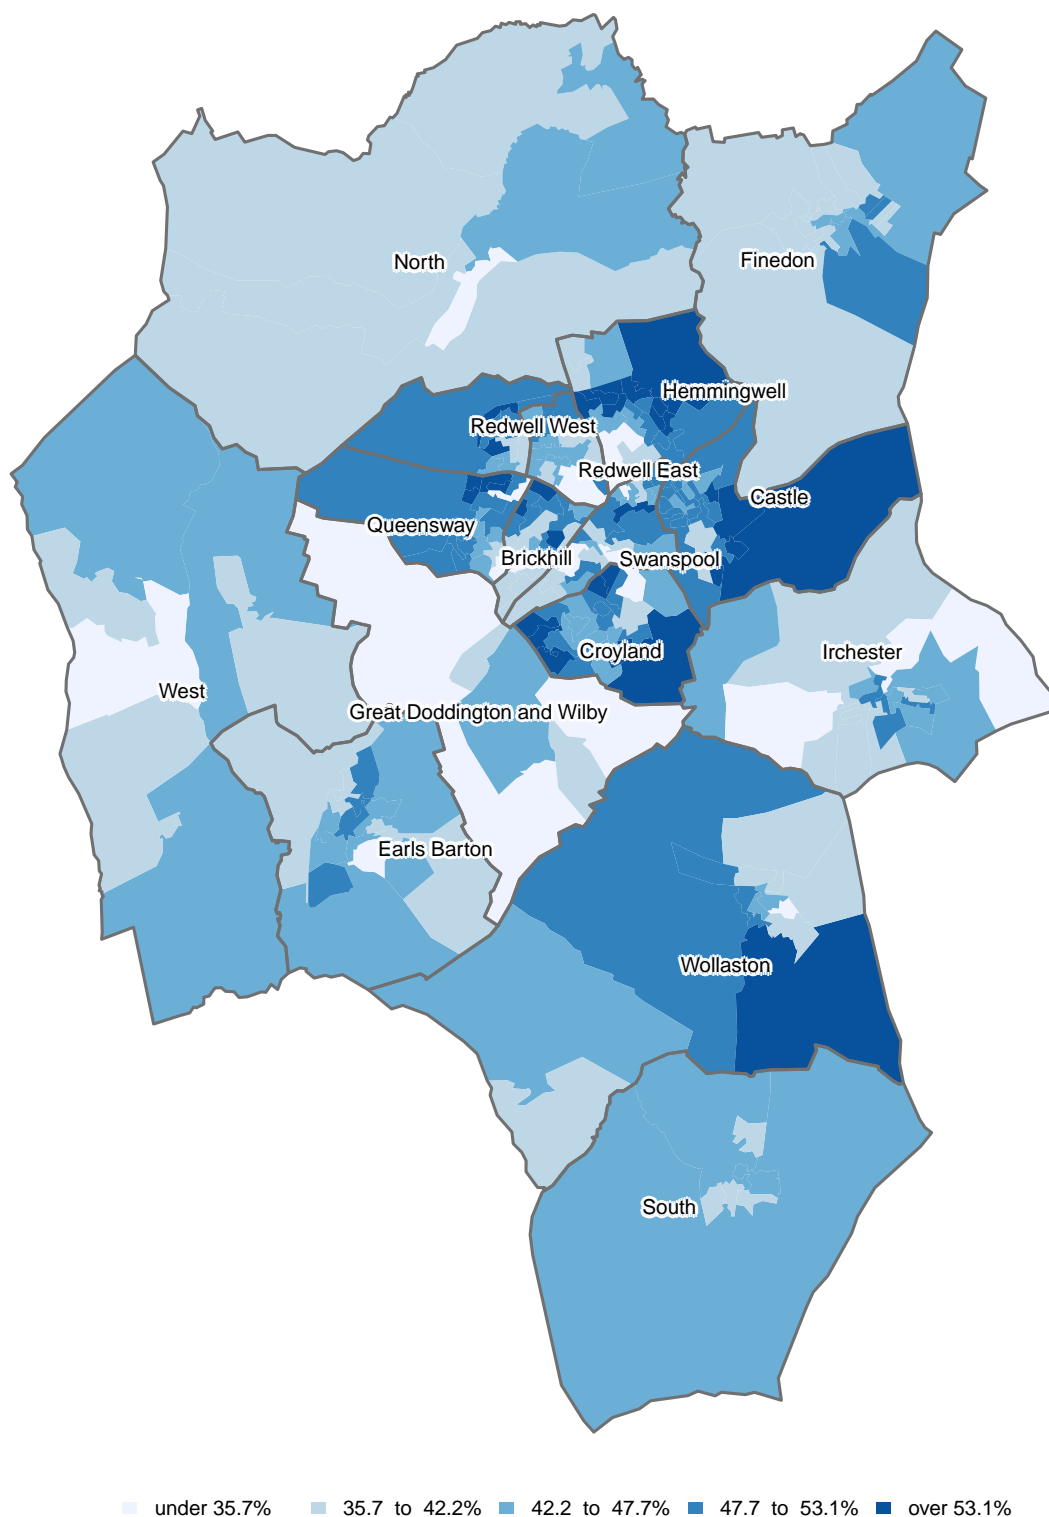 North
Finedon
Hemmingwell
Redwell West
Redwell East
Castle
Queensway
Brickhill
Swanspool
Croyland
Irchester
West
Great Doddington and Wilby
Earls Barton
Wollaston
South
under 35.7% 35.7 to 42.2% 42.2 to 47.7% 47.7 to 53.1% over 53.1%